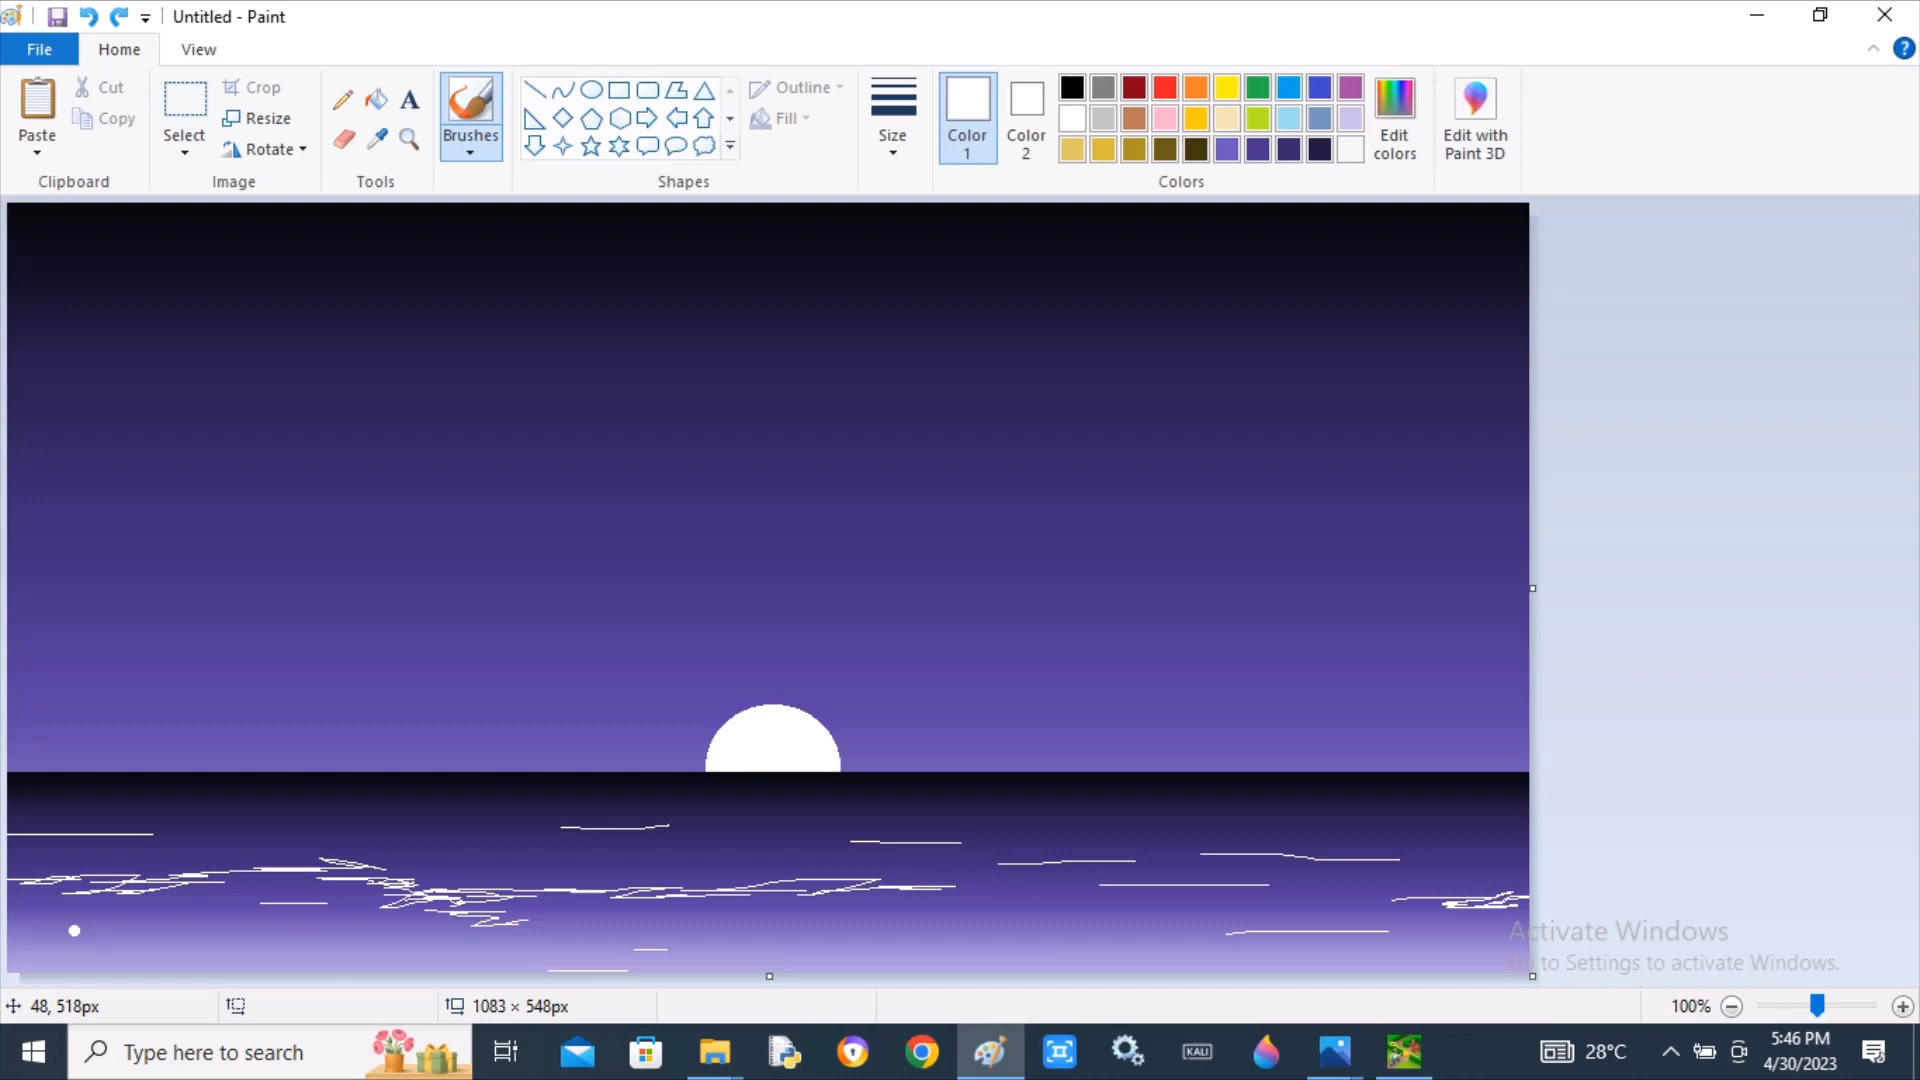 Untitled - Paint
File Home View
Paste Cut Copy
Clipboard
Select Crop Resize Rotate
Image
A
Tools
Brushes
Outline
Fill
Shapes
Size
Color 1
Color 2
Edit colors
Colors
Edit with Paint 3D
?
Activate Windows
to Settings to activate Windows.
48, 518px 1083 × 548px 100%
Type here to search
KALI
28°C
5:46 PM
4/30/2023